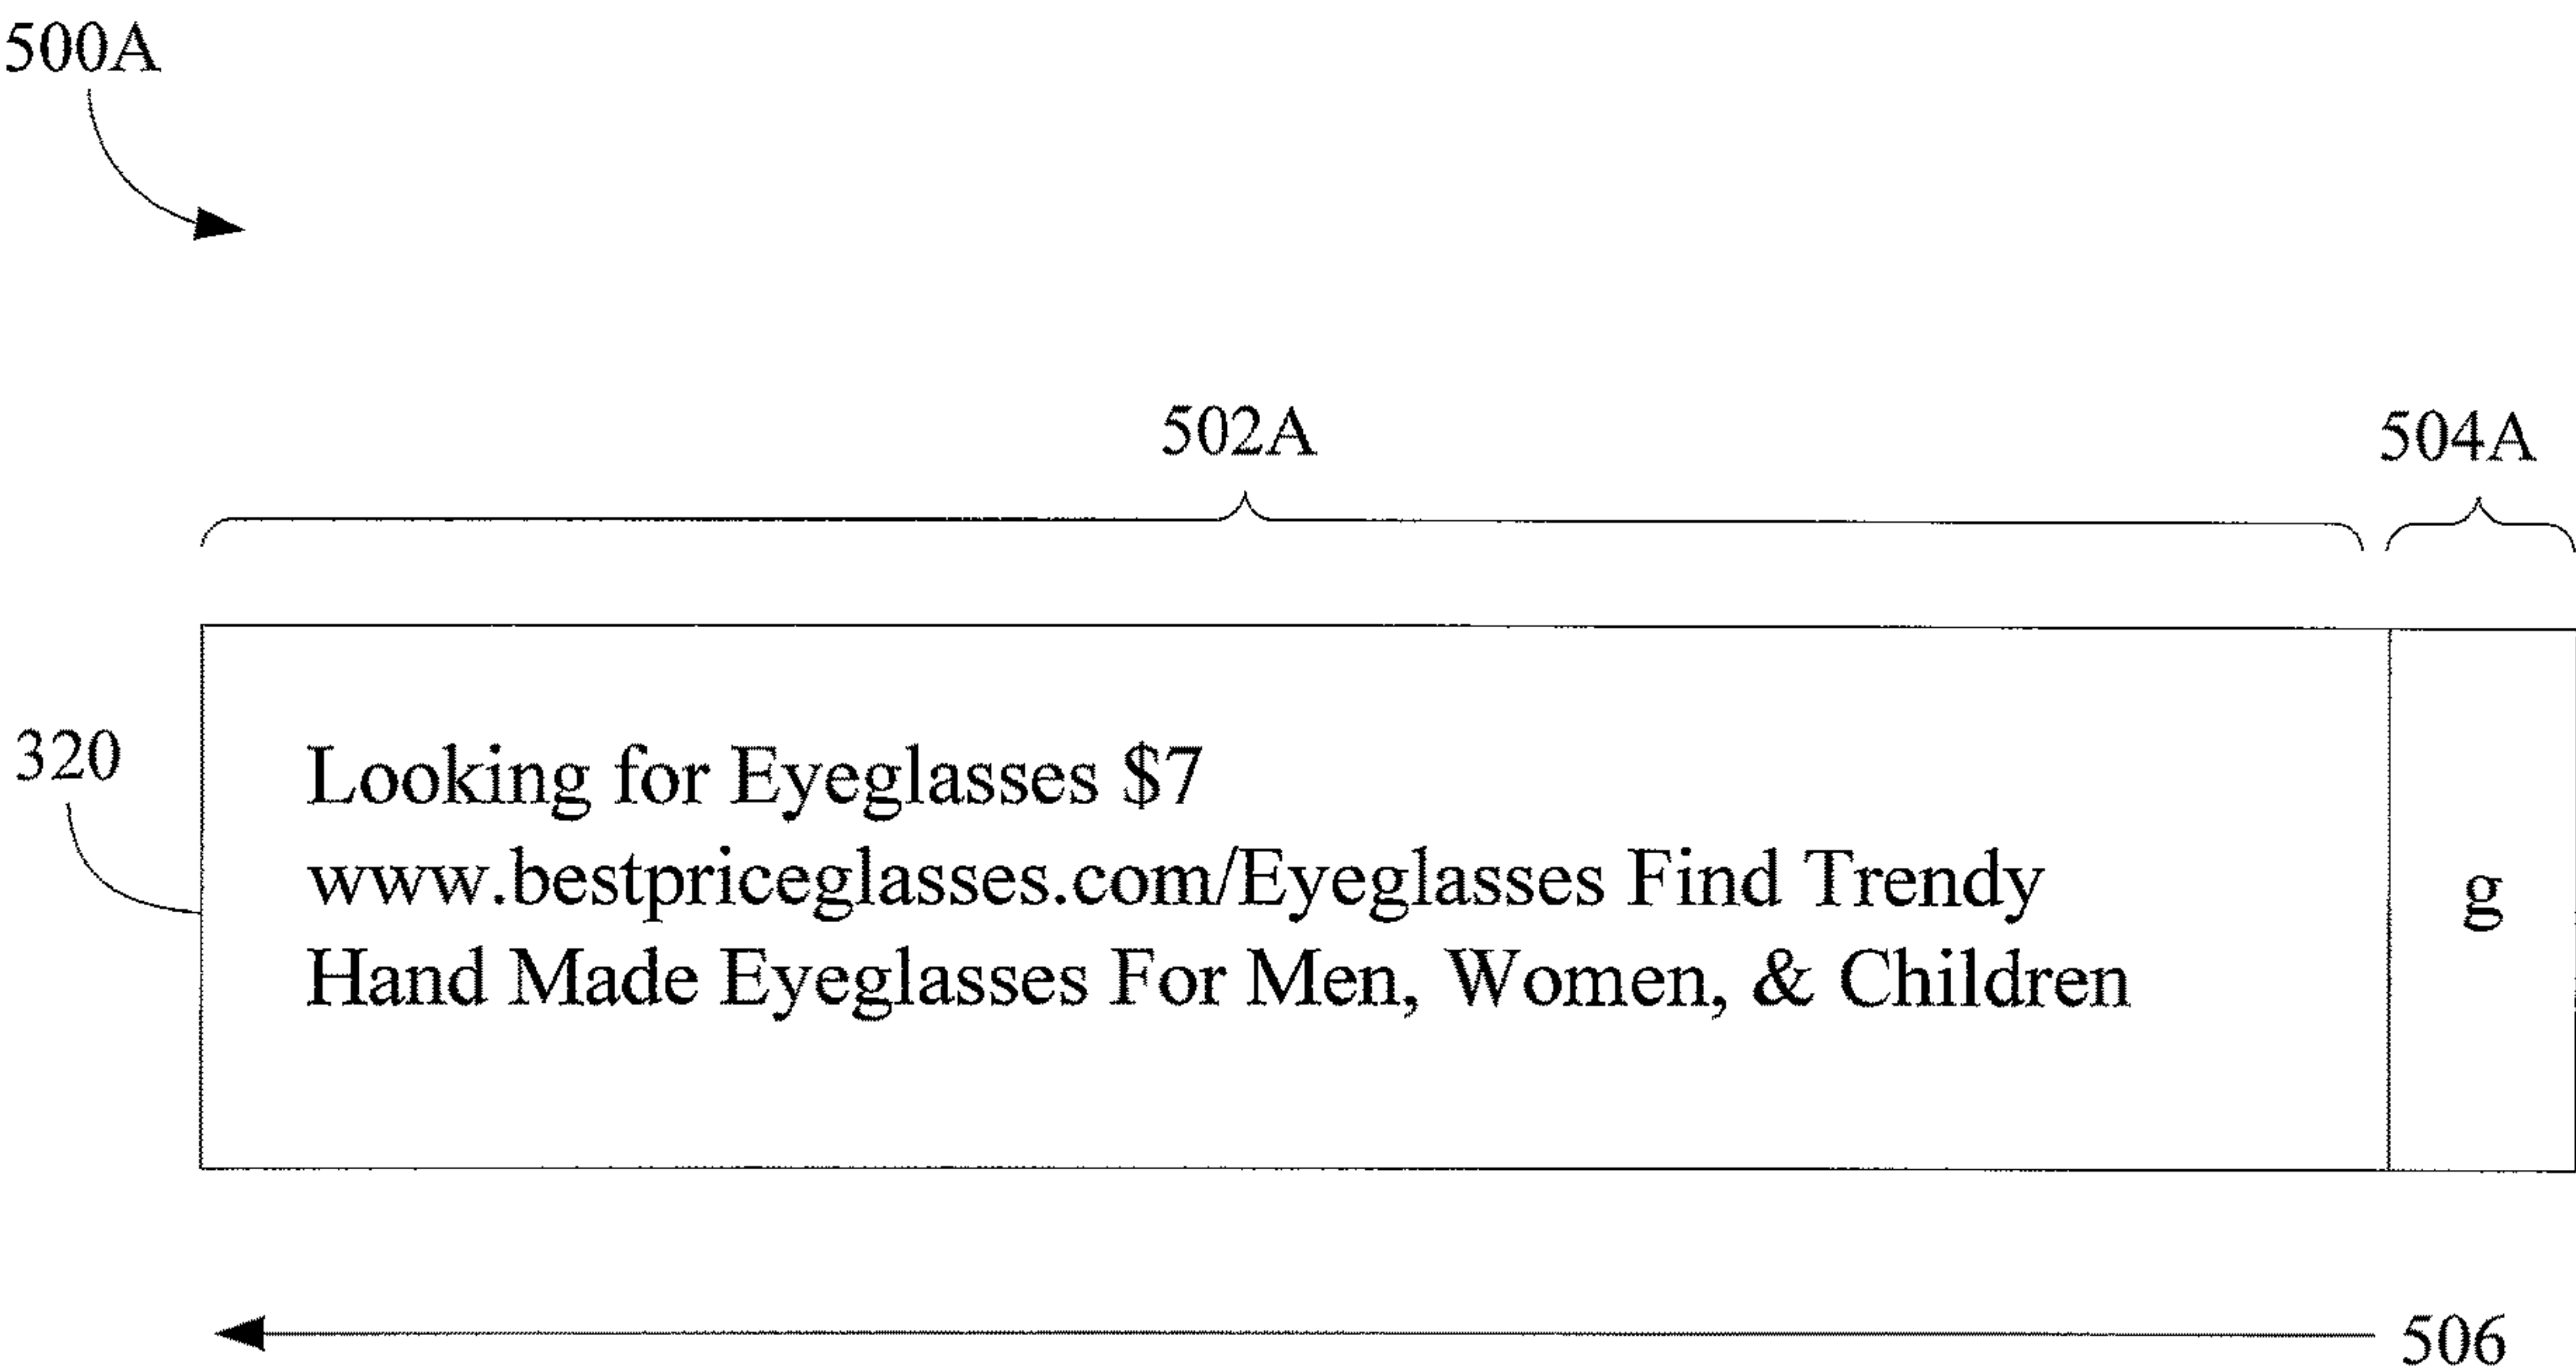 500A
502A
504A
320
Looking for Eyeglasses $7
www.bestpriceglasses.com/Eyeglasses Find Trendy
Hand Made Eyeglasses For Men, Women, & Children
g
506